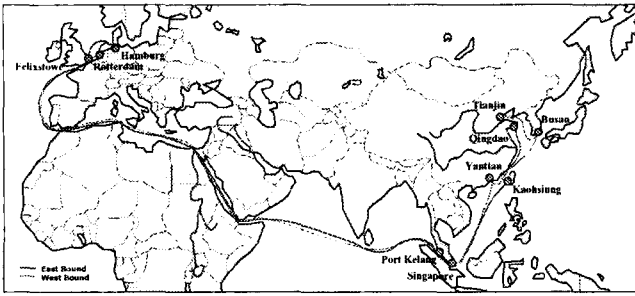 Hamburg
Felixstowe
Rotterdam
Tianjin
Busan
Qingdao
Yantian
Kaohsiung
Port Kelang
Singapore
East Bound
West Bound